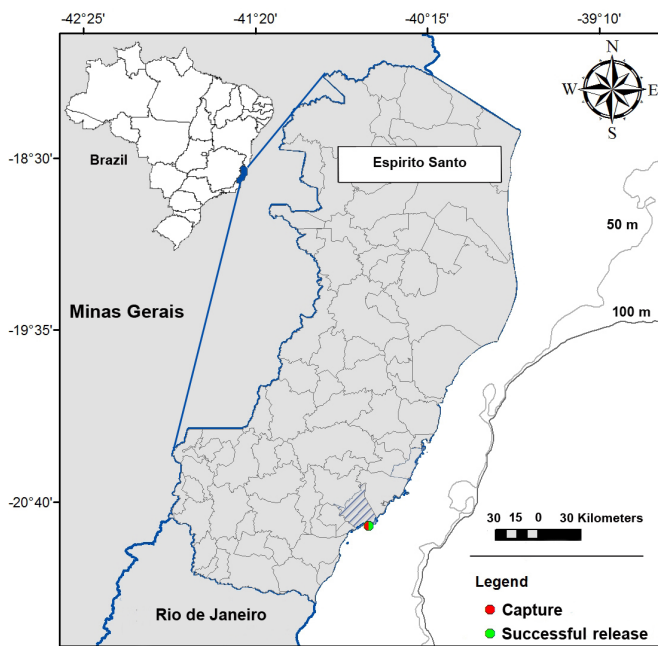 -42°25' -41°20' -40°15' -39°10'
N
W E
S
Brazil
-18°30'
Espirito Santo
50 m
Minas Gerais
100 m
-19°35'
-20°40'
30 15 0 30 Kilometers
Legend
Capture
Rio de Janeiro
Successful release